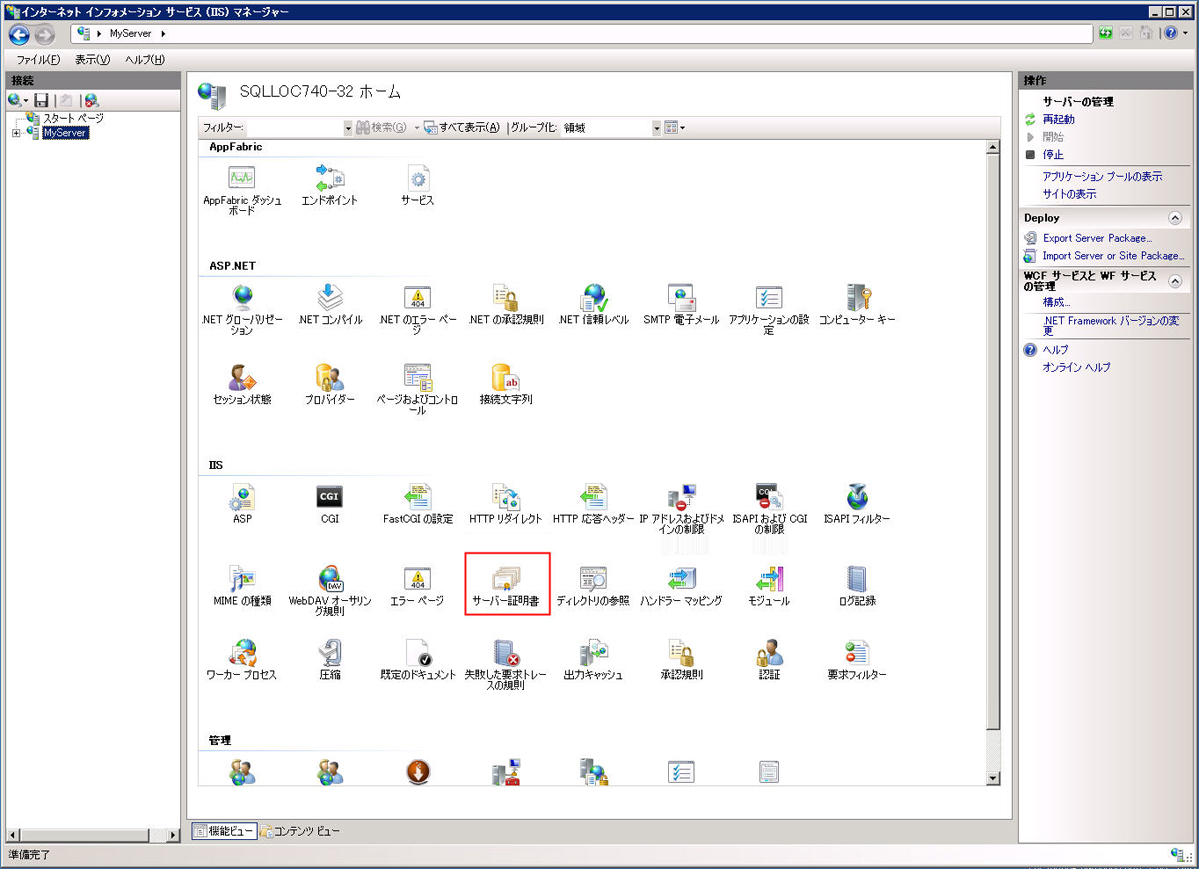 インターネット インフォメーション サービス (IIS) マネージャー
MyServer
ファイル(F) 表示(V) ヘルプ(H)
接続
スタート ページ
MyServer
SQLLOC740-32 ホーム
フィルター: 検索(G) すべて表示(A) グループ化: 領域
AppFabric
AppFabric ダッシュ
ボード
エンドポイント
サービス
ASP.NET
.NET グローバリゼー
ション
.NET コンパイル
.NET のエラー ペー
ジ
.NET の承認規則
.NET 信頼レベル
SMTP 電子メール
アプリケーションの設
定
コンピューター キー
セッション状態
プロバイダー
ページおよびコントロ
ール
接続文字列
IIS
ASP
CGI
CGI
FastCGI の設定
HTTP リダイレクト
HTTP 応答ヘッダー
IP アドレスおよびドメ
インの制限
ISAPI および CGI
の制限
ISAPI フィルター
MIME の種類
WebDAV オーサリン
グ規則
404
エラー ページ
サーバー証明書
ディレクトリの参照
ハンドラー マッピング
モジュール
ログ記録
ワーカー プロセス
圧縮
既定のドキュメント
失敗した要求トレー
スの規則
出力キャッシュ
承認規則
認証
要求フィルター
管理
機能ビュー コンテンツ ビュー
準備完了
操作
サーバーの管理
再起動
開始
停止
アプリケーション プールの表示
サイトの表示
Deploy
Export Server Package...
Import Server or Site Package...
WCF サービスと WF サービス
の管理
構成...
.NET Framework バージョンの変
更
ヘルプ
オンライン ヘルプ